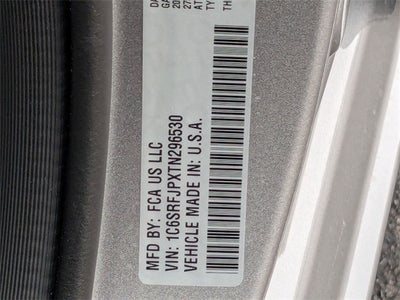 MFD BY: FCA US LLC
VIN: 1C6SRFJPXTN296530
VEHICLE MADE IN: U.S.A.